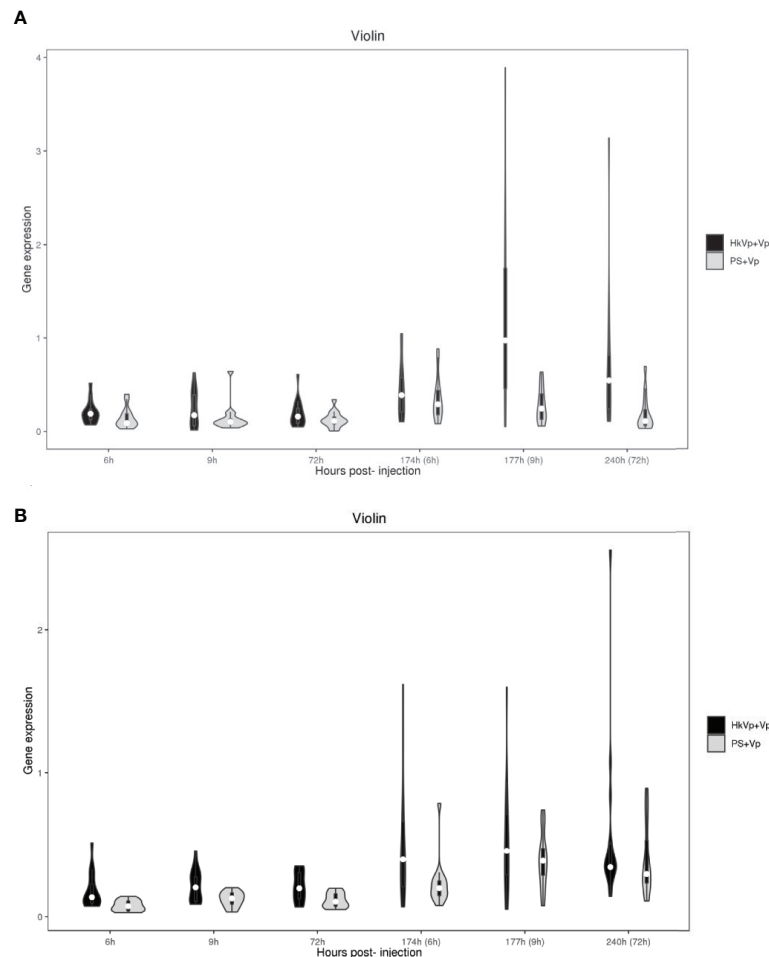 A
Violin
4
3
2
1
0
Gene expression
6h
9h
72h
174h (6h)
177h (9h)
240h (72h)
Hours post- injection
HkVp+Vp
PS+Vp
B
Violin
2
1
0
Gene expression
6h
9h
72h
174h (6h)
177h (9h)
240h (72h)
Hours post- injection
HkVp+Vp
PS+Vp